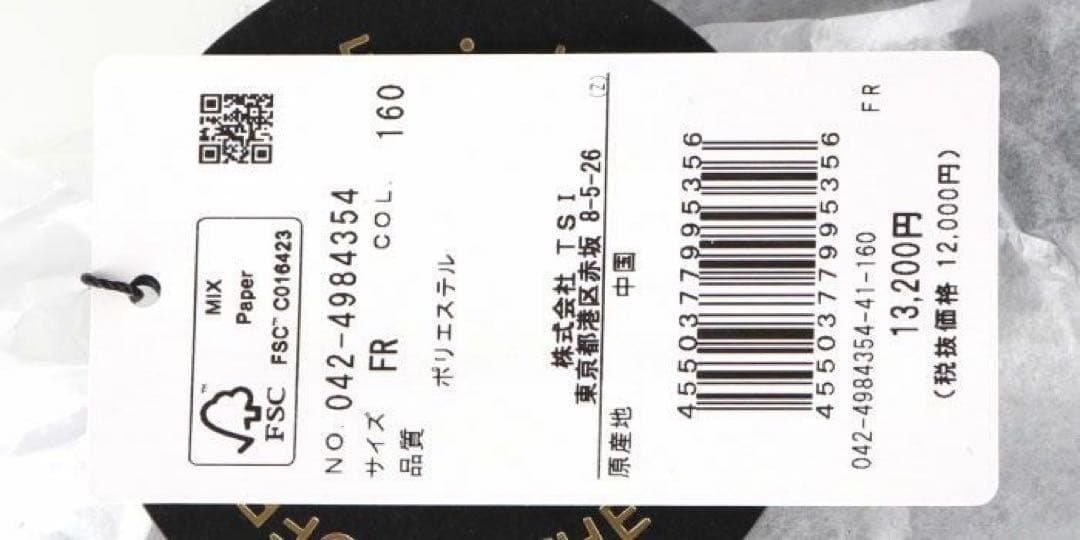 MIX
Paper
FSC™ C016423
FSC
NO. 042-4984354
サイズ FR COL. 160
品質 ポリエステル
株式会社 TSI
東京都港区赤坂 8-5-26
(2)
原産地 中国
4550377995356
4550377995356
042-4984354-41-160 FR
13,200円
(税抜価格 12,000円)